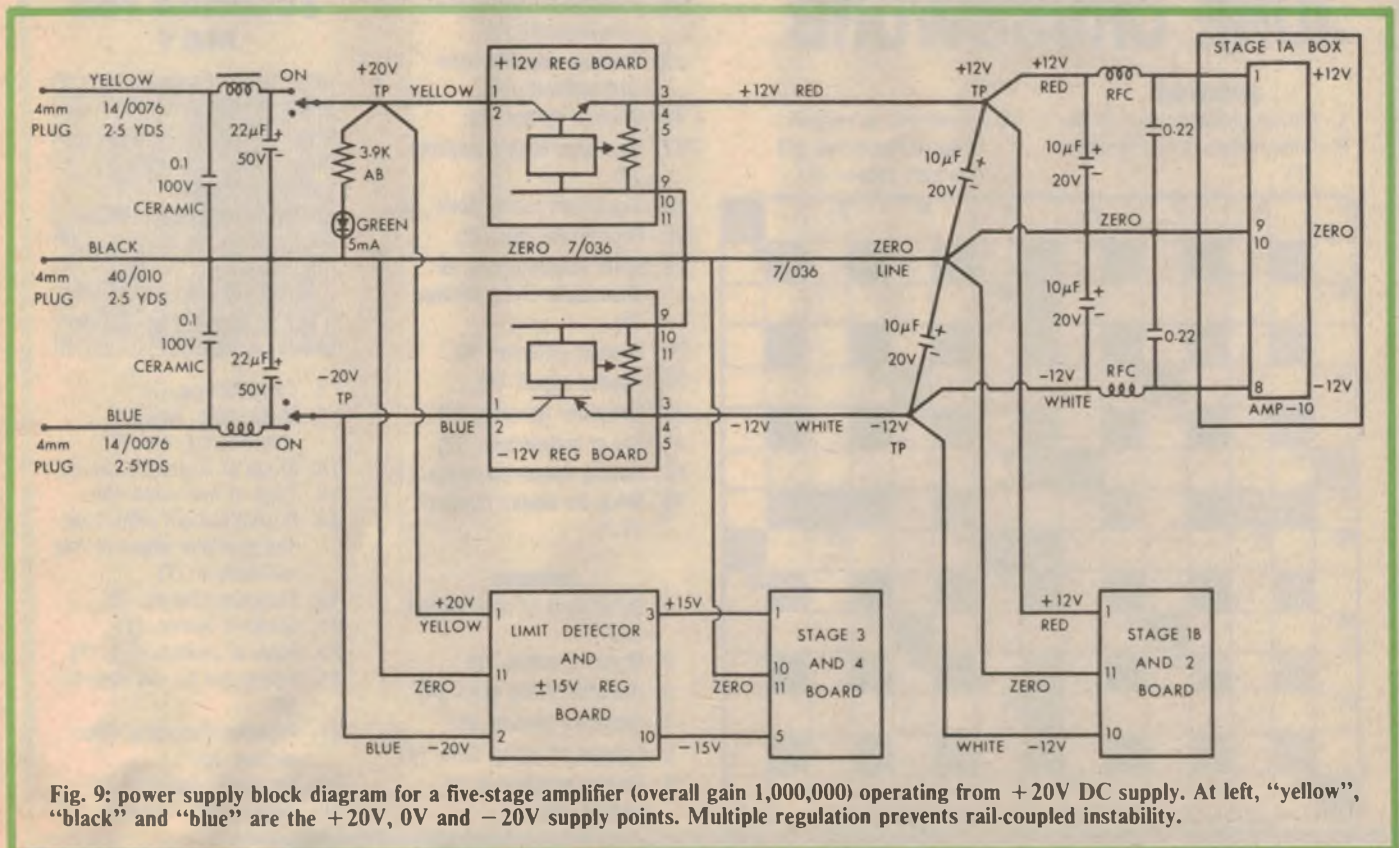 YELLOW
4mm 14/0076
PLUG 2·5 YDS
0.1
100V
CERAMIC
22µF +
50V −
ON
+20V
TP
YELLOW
3·9K
AB
GREEN
5mA
BLACK
4mm 40/010
PLUG 2·5 YDS
0.1
100V
CERAMIC
22µF +
50V −
−20V
TP
BLUE
4mm 14/0076
PLUG 2·5YDS
ON
+12V REG BOARD
1
2
3
4
5
9
10
11
ZERO 7/036
9
10
11
1
2
3
4
5
BLUE
−12V REG BOARD
+12V RED
−12V WHITE
ZERO
7/036 LINE
+12V
TP
10µF +
20V −
10µF +
20V −
−12V
TP
+12V
RED
RFC
10µF +
20V −
0.22
ZERO
10µF +
20V −
0.22
−12V
WHITE
RFC
STAGE 1A BOX
1
+12V
9
10
ZERO
8
−12V
AMP−10
+20V
YELLOW
1
ZERO
11
BLUE −20V
2
LIMIT DETECTOR
AND
±15V REG
BOARD
3
+15V
10
−15V
ZERO
1
10
11
5
STAGE 3
AND 4
BOARD
+12V
RED
1
ZERO
11
WHITE −12V
10
STAGE 1B
AND 2
BOARD
Fig. 9: power supply block diagram for a five-stage amplifier (overall gain 1,000,000) operating from +20V DC supply. At left, “yellow”,
“black” and “blue” are the +20V, 0V and −20V supply points. Multiple regulation prevents rail-coupled instability.